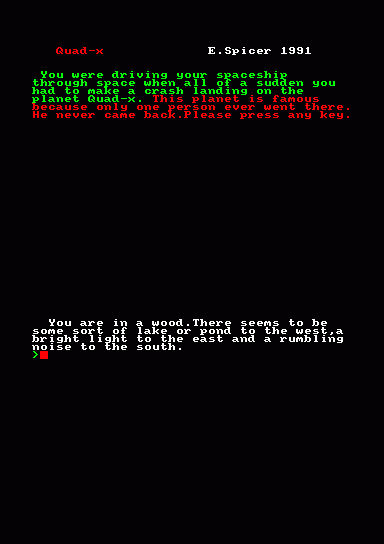 Quad-x E.Spicer 1991
You were driving your spaceship
through space when all of a sudden you
had to make a crash landing on the
planet Quad-x. This planet is famous
because only one person ever went there.
He never came back.Please press any key.
You are in a wood.There seems to be
some sort of lake or pond to the west,a
bright light to the east and a rumbling
noise to the south.
>